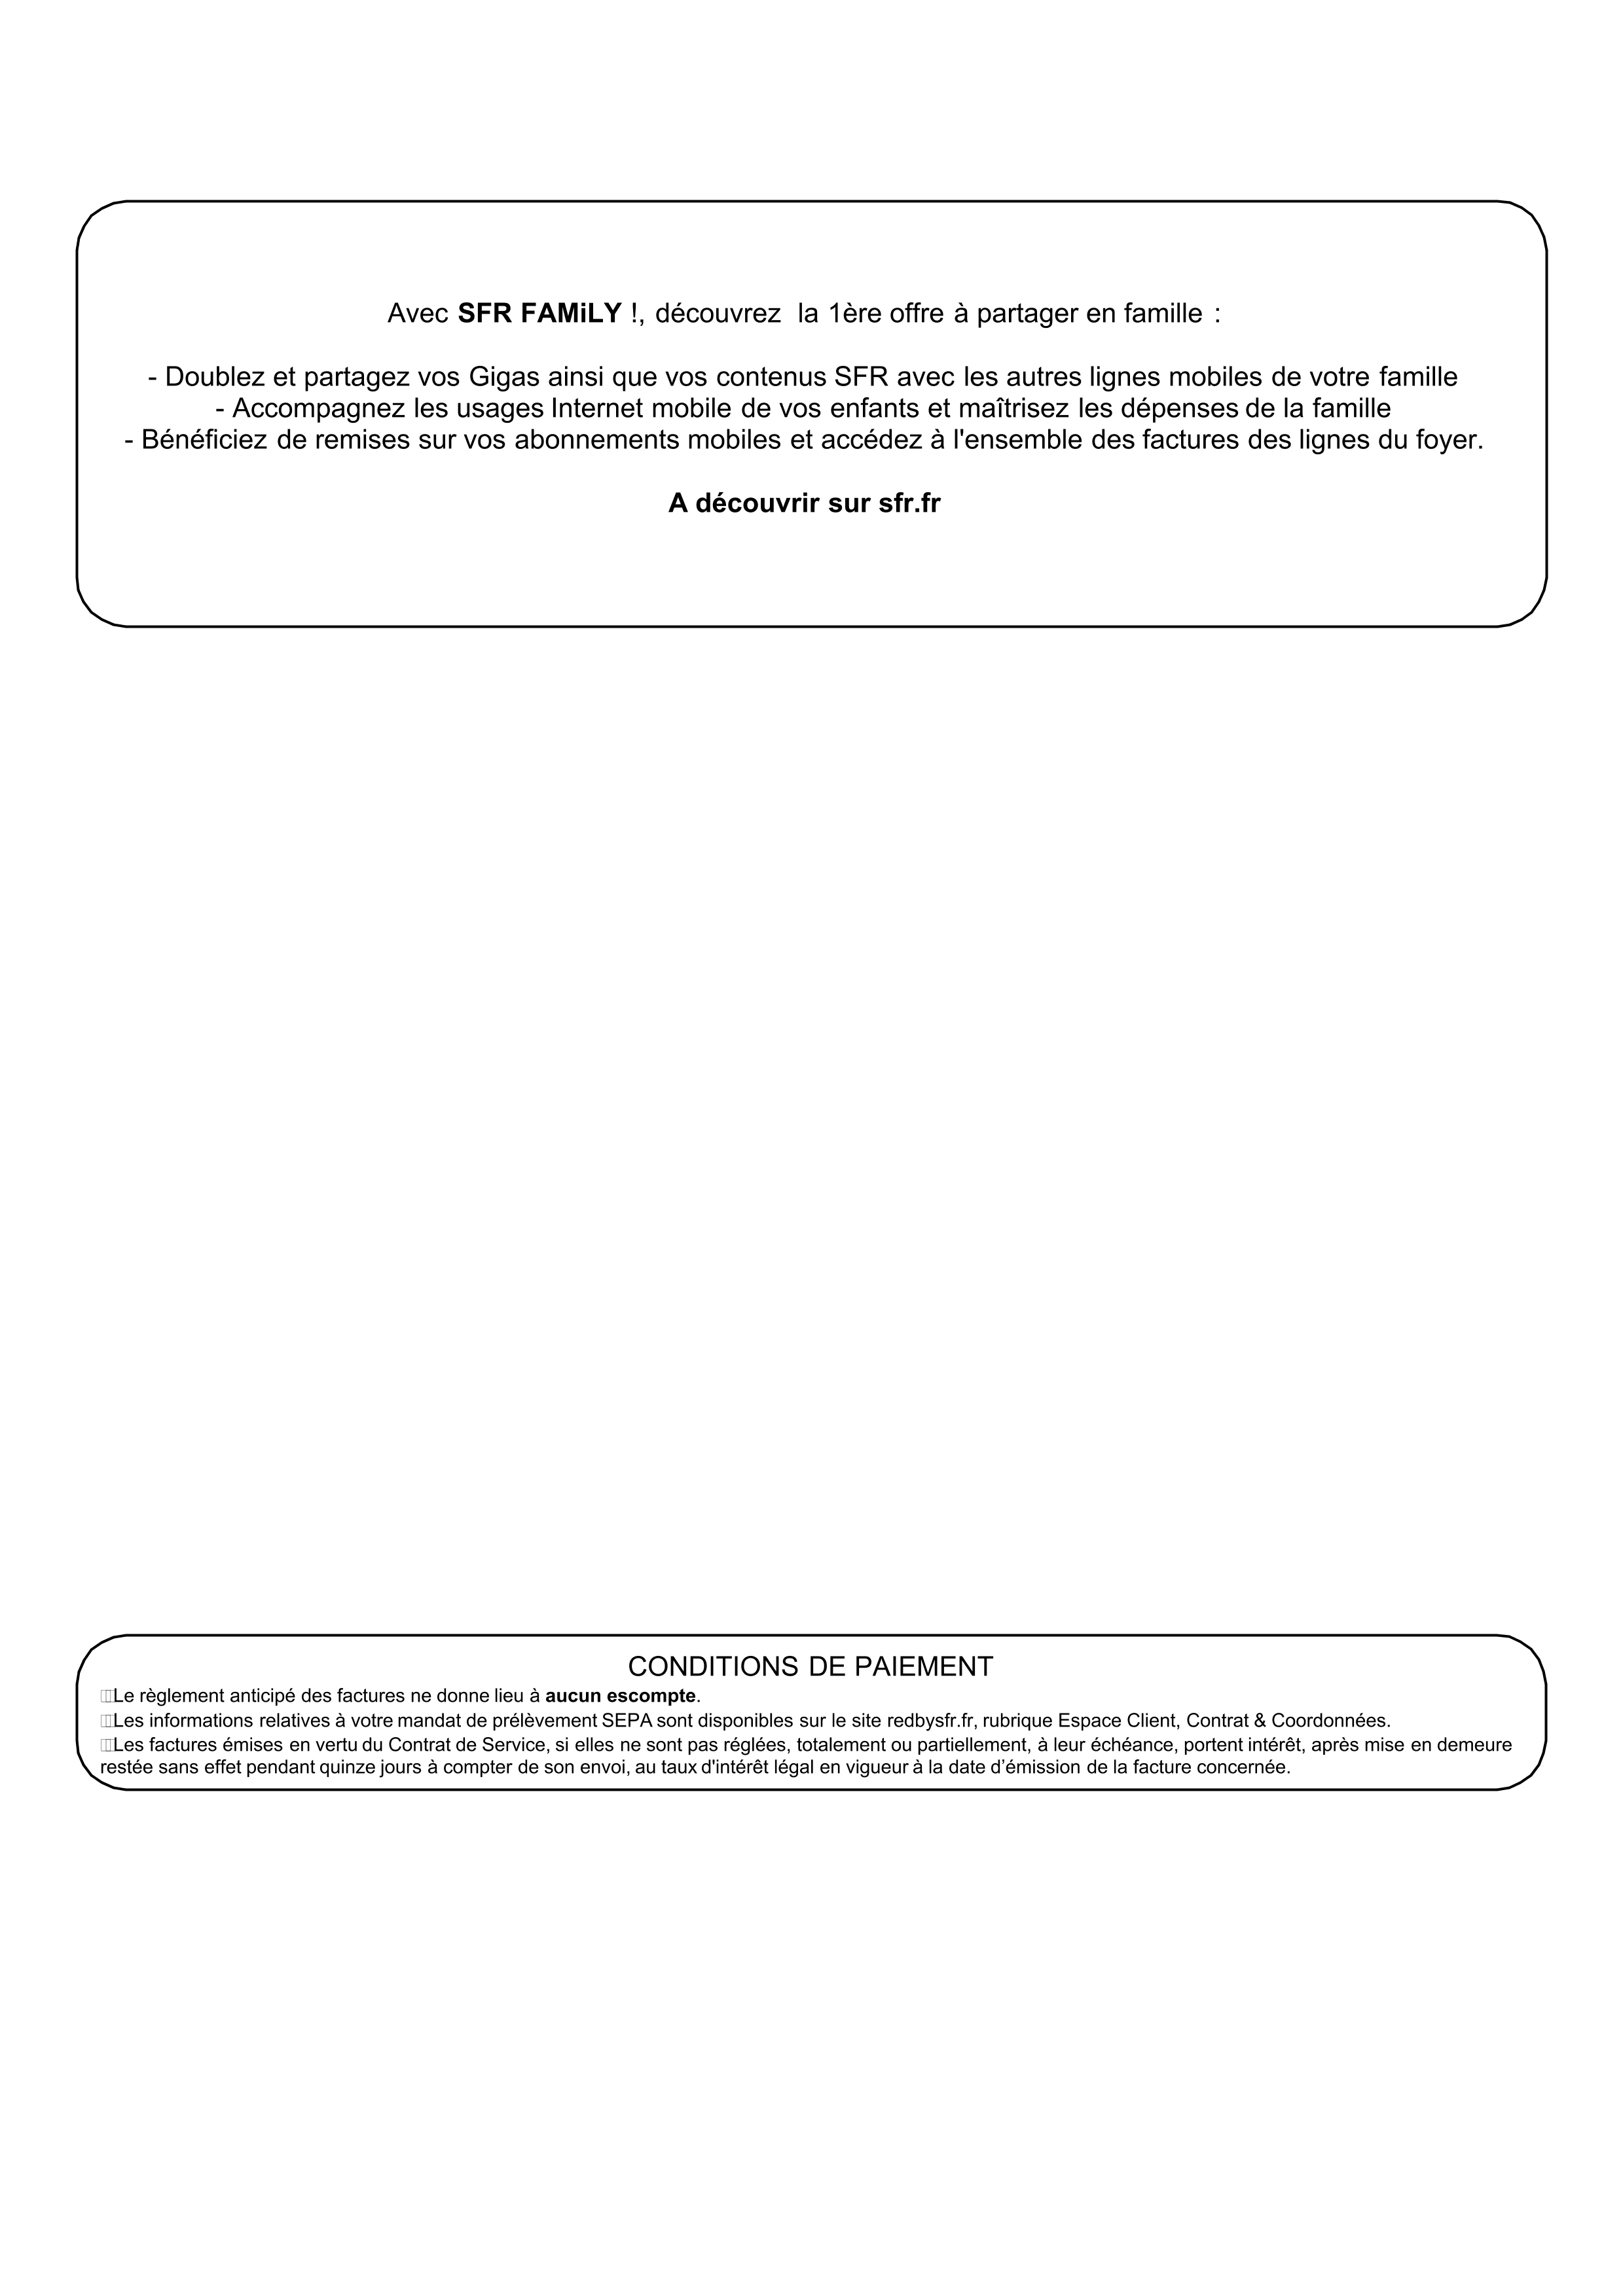 Avec SFR FAMiLY !, découvrez la 1ère offre à partager en famille :
- Doublez et partagez vos Gigas ainsi que vos contenus SFR avec les autres lignes mobiles de votre famille
- Accompagnez les usages Internet mobile de vos enfants et maîtrisez les dépenses de la famille
- Bénéficiez de remises sur vos abonnements mobiles et accédez à l'ensemble des factures des lignes du foyer.
A découvrir sur sfr.fr
CONDITIONS DE PAIEMENT
Le règlement anticipé des factures ne donne lieu à aucun escompte.
Les informations relatives à votre mandat de prélèvement SEPA sont disponibles sur le site redbysfr.fr, rubrique Espace Client, Contrat & Coordonnées.
Les factures émises en vertu du Contrat de Service, si elles ne sont pas réglées, totalement ou partiellement, à leur échéance, portent intérêt, après mise en demeure
restée sans effet pendant quinze jours à compter de son envoi, au taux d'intérêt légal en vigueur à la date d’émission de la facture concernée.